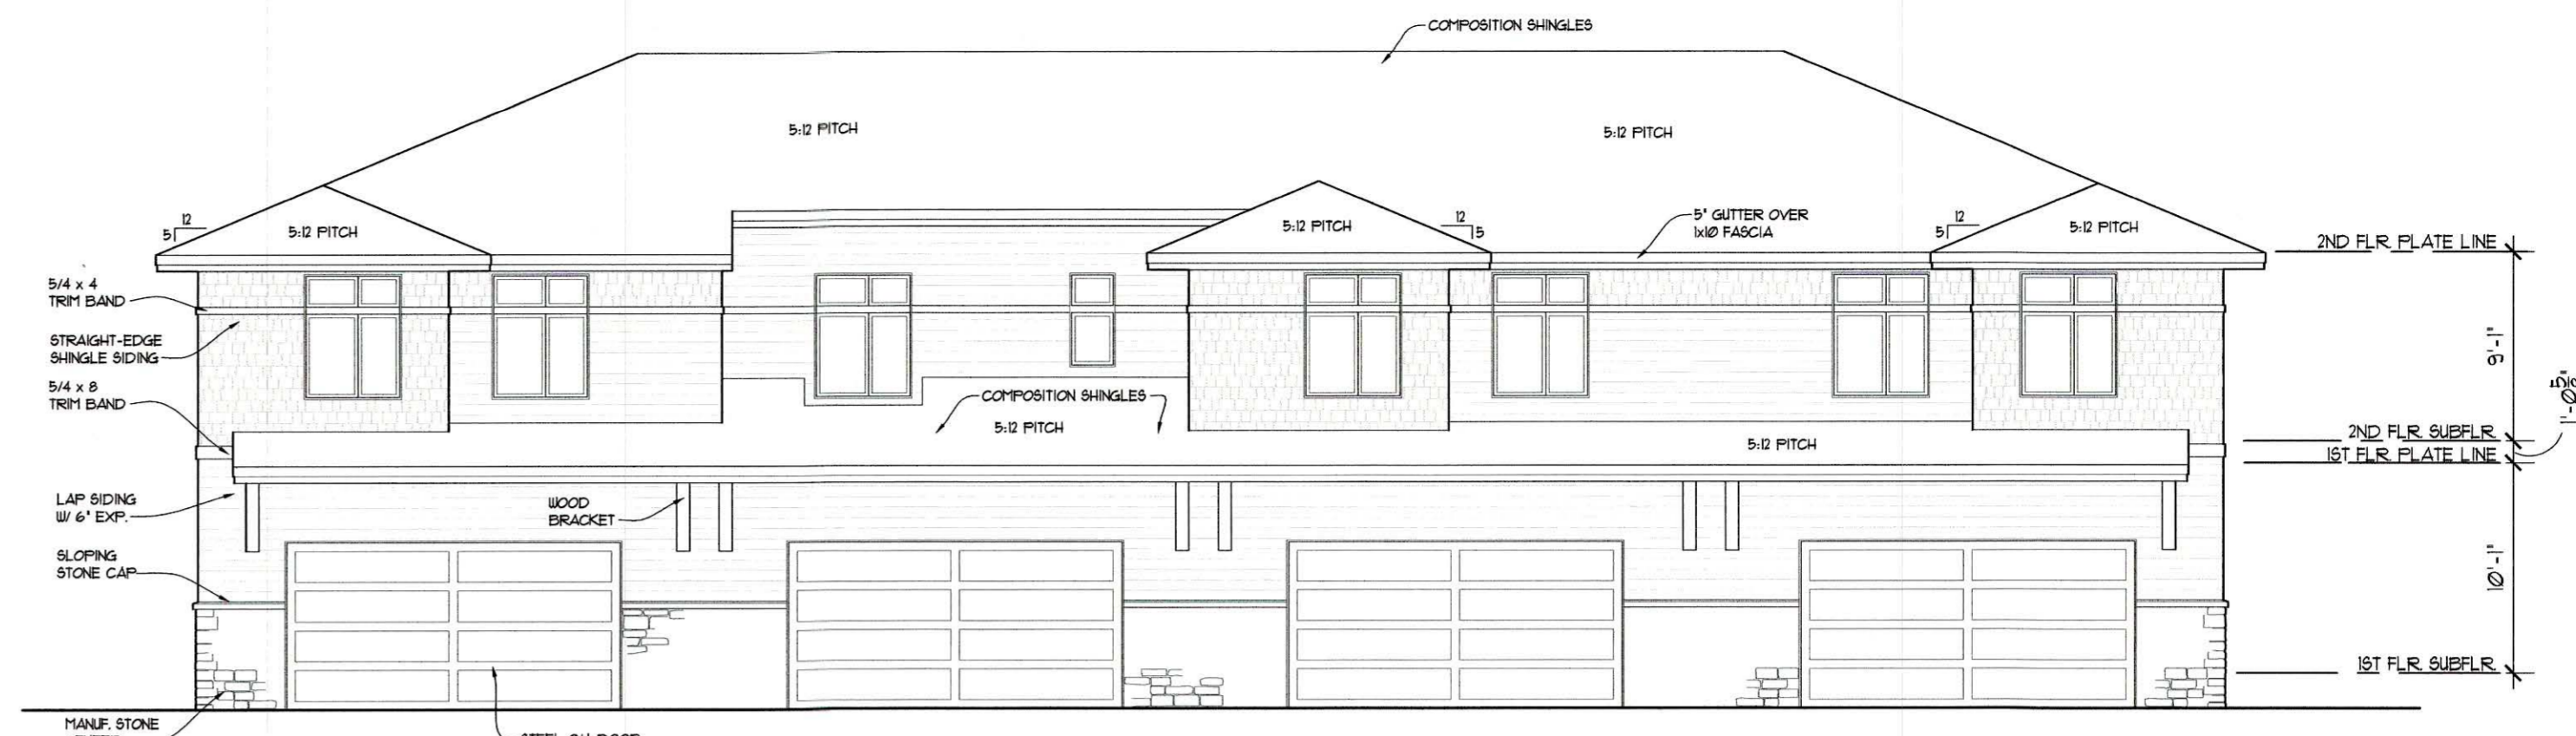 COMPOSITION SHINGLES
5:12 PITCH
5:12 PITCH
12
5
5:12 PITCH
5:12 PITCH
12
5
5" GUTTER OVER
1x10 FASCIA
12
5
5:12 PITCH
2ND FLR. PLATE LINE
5/4 x 4
TRIM BAND
STRAIGHT-EDGE
SHINGLE SIDING
5/4 x 8
TRIM BAND
9'-1"
1'-0 5
COMPOSITION SHINGLES
5:12 PITCH
5:12 PITCH
2ND FLR. SUBFLR.
1ST FLR. PLATE LINE
LAP SIDING
W/ 6" EXP.
WOOD
BRACKET
SLOPING
STONE CAP
10'-1"
1ST FLR. SUBFLR.
MANUF. STONE